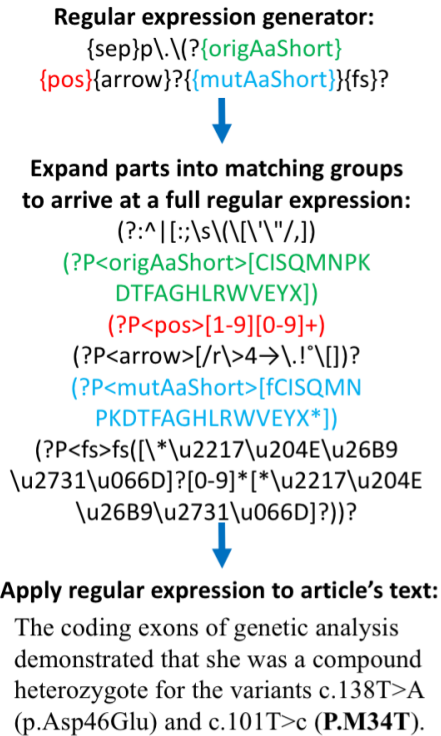 Regular expression generator:
{sep}p\.\(?{origAaShort}
{pos}{arrow}?{{mutAaShort}}{fs}?
Expand parts into matching groups
to arrive at a full regular expression:
(?:^|[:;\s\(\[\'\"/,])
(?P<origAaShort>[CISQMNPK
DTFAGHLRWVEYX])
(?P<pos>[1-9][0-9]+)
(?P<arrow>[/r\>4→\.!˚\[])?
(?P<mutAaShort>[fCISQMN
PKDTFAGHLRWVEYX*])
(?P<fs>fs([\*\u2217\u204E\u26B9
\u2731\u066D]?[0-9]*[*\u2217\u204E
\u26B9\u2731\u066D]?))?
Apply regular expression to article’s text:
The coding exons of genetic analysis
demonstrated that she was a compound
heterozygote for the variants c.138T>A
(p.Asp46Glu) and c.101T>c (P.M34T).